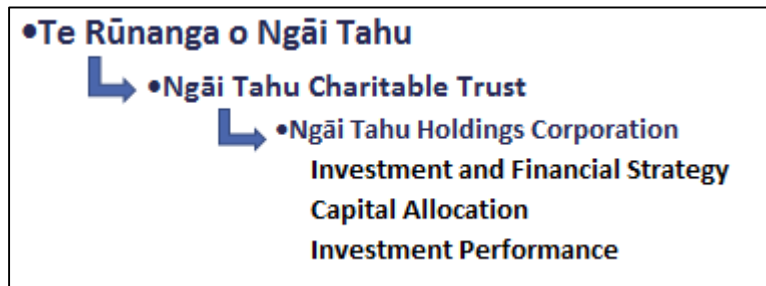 •Te Rūnanga o Ngāi Tahu
•Ngāi Tahu Charitable Trust
•Ngāi Tahu Holdings Corporation
Investment and Financial Strategy
Capital Allocation
Investment Performance